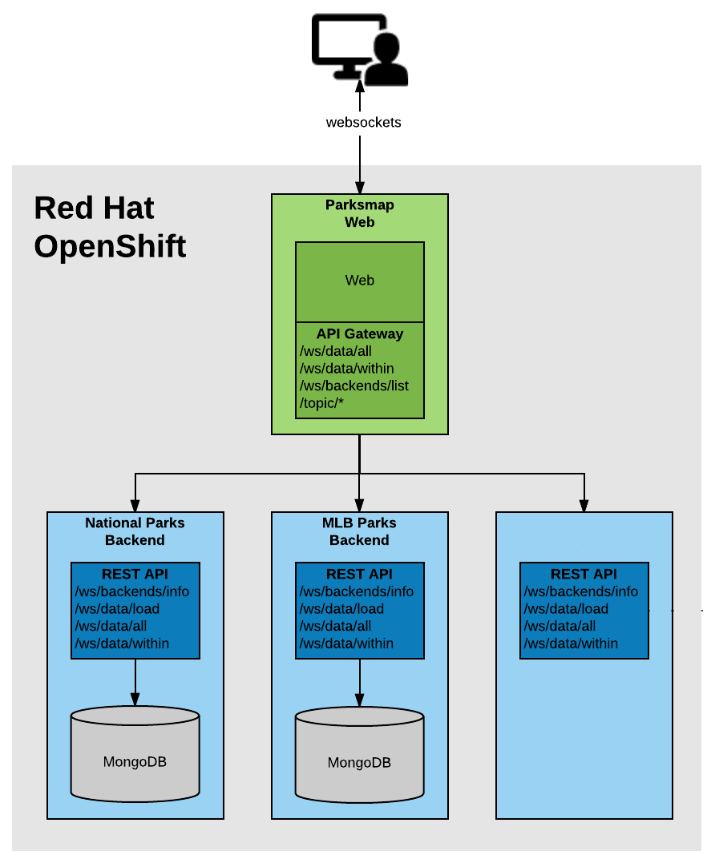 websockets
Red Hat
OpenShift
Parksmap
Web
Web
API Gateway
/ws/data/all
/ws/data/within
/ws/backends/list
/topic/*
National Parks
Backend
REST API
/ws/backends/info
/ws/data/load
/ws/data/all
/ws/data/within
MongoDB
MLB Parks
Backend
REST API
/ws/backends/info
/ws/data/load
/ws/data/all
/ws/data/within
MongoDB
REST API
/ws/backends/info
/ws/data/load
/ws/data/all
/ws/data/within